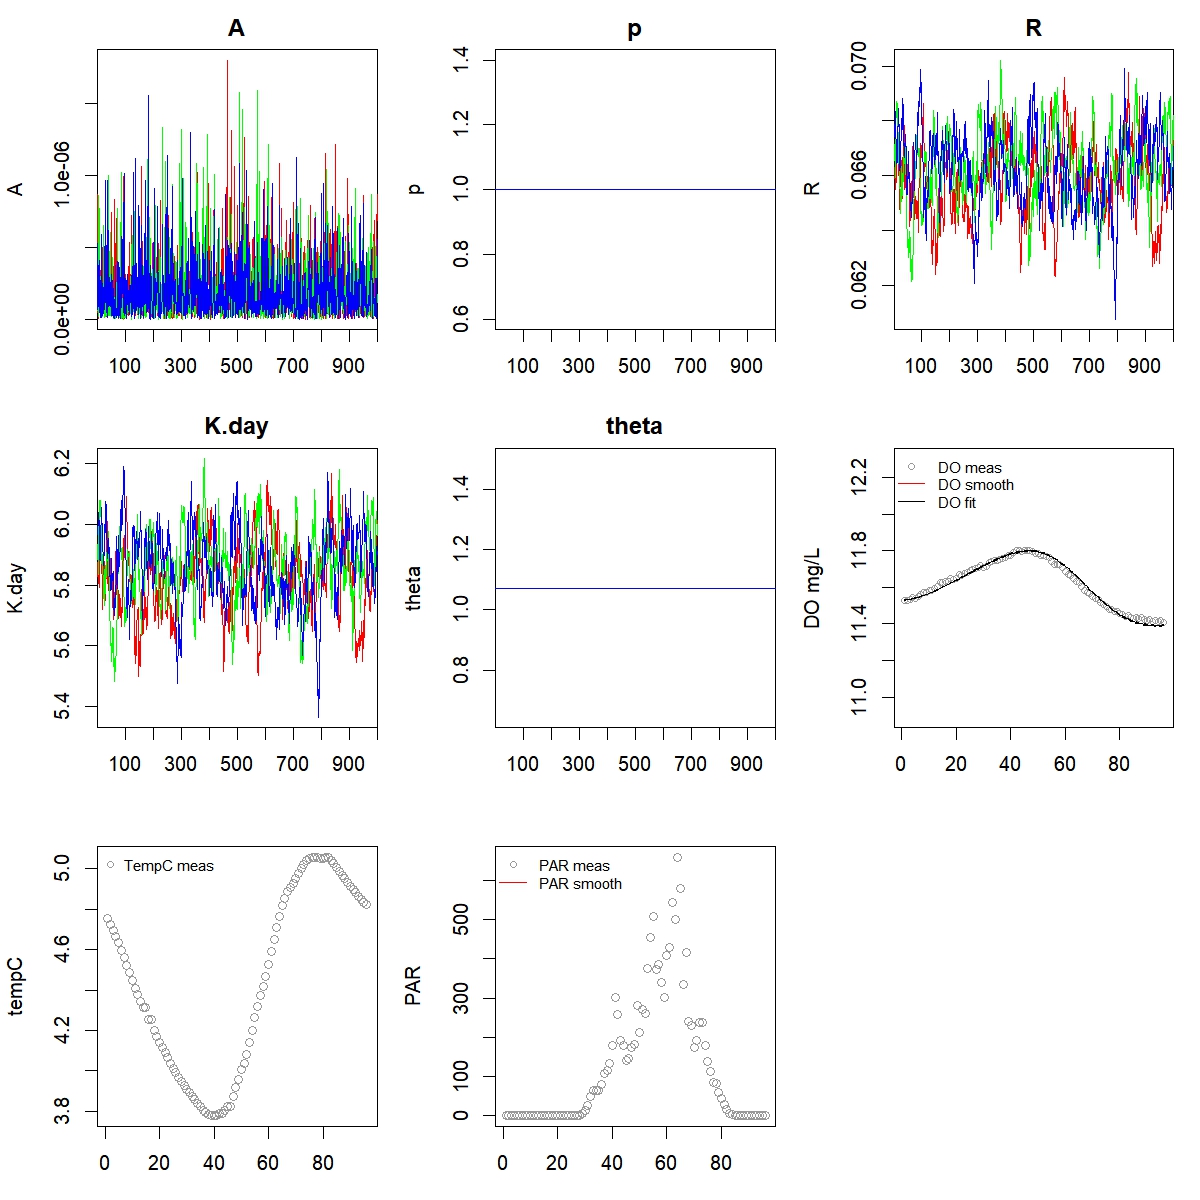 A
A
0.0e+00
1.0e-06
100 300 500 700 900
p
p
0.6 0.8 1.0 1.2 1.4
100 300 500 700 900
R
R
0.062 0.066 0.070
100 300 500 700 900
K.day
K.day
5.4 5.6 5.8 6.0 6.2
100 300 500 700 900
theta
theta
0.8 1.0 1.2 1.4
100 300 500 700 900
DO mg/L
11.0 11.4 11.8 12.2
DO meas
DO smooth
DO fit
0 20 40 60 80
tempC
3.8 4.2 4.6 5.0
TempC meas
0 20 40 60 80
PAR
0 100 300 500
PAR meas
PAR smooth
0 20 40 60 80